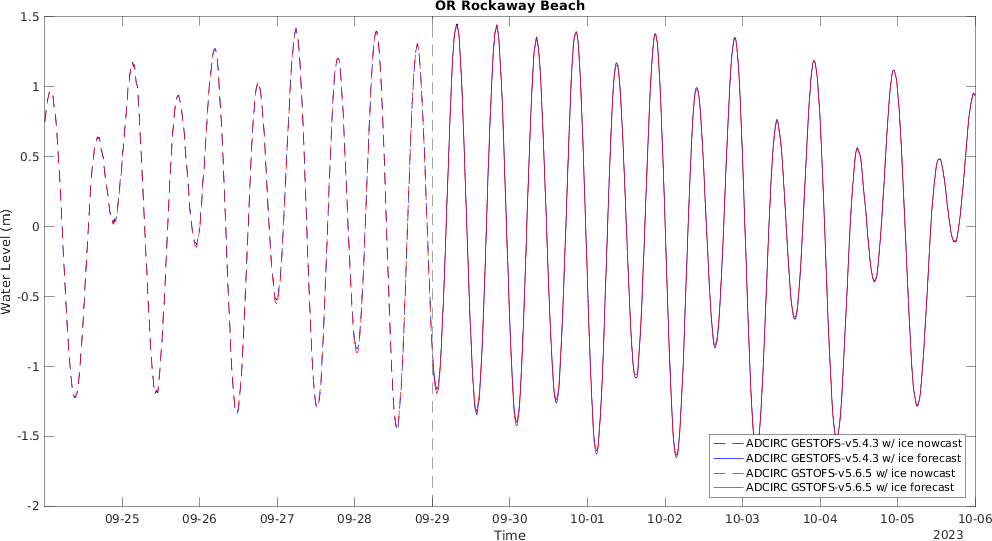 OR Rockaway Beach
Water Level (m)
1.5
1
0.5
0
-0.5
-1
-1.5
-2
ADCIRC GESTOFS-v5.4.3 w/ ice nowcast
ADCIRC GESTOFS-v5.4.3 w/ ice forecast
ADCIRC GSTOFS-v5.6.5 w/ ice nowcast
ADCIRC GSTOFS-v5.6.5 w/ ice forecast
09-25 09-26 09-27 09-28 09-29 09-30 10-01 10-02 10-03 10-04 10-05 10-06
Time
2023